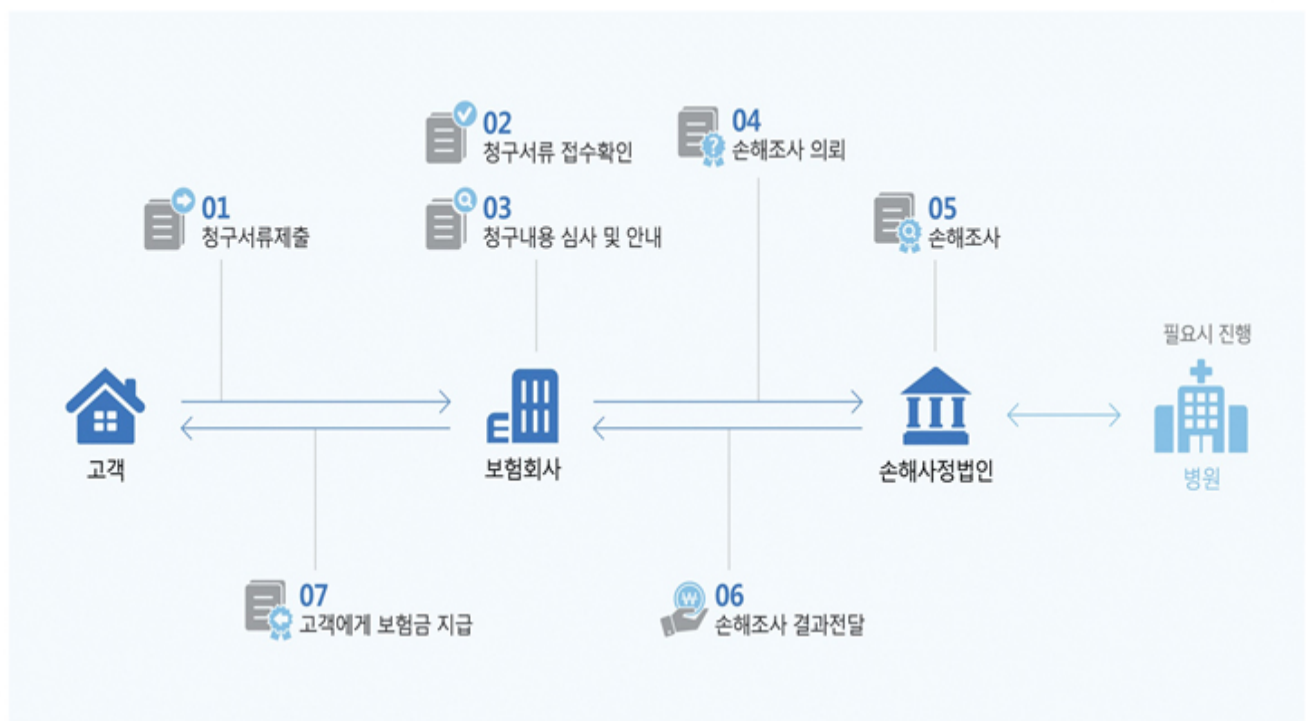 02
청구서류 접수확인
04
손해조사 의뢰
01
청구서류제출
03
청구내용 심사 및 안내
05
손해조사
필요시 진행
고객
보험회사
손해사정법인
병원
07
고객에게 보험금 지급
06
손해조사 결과전달